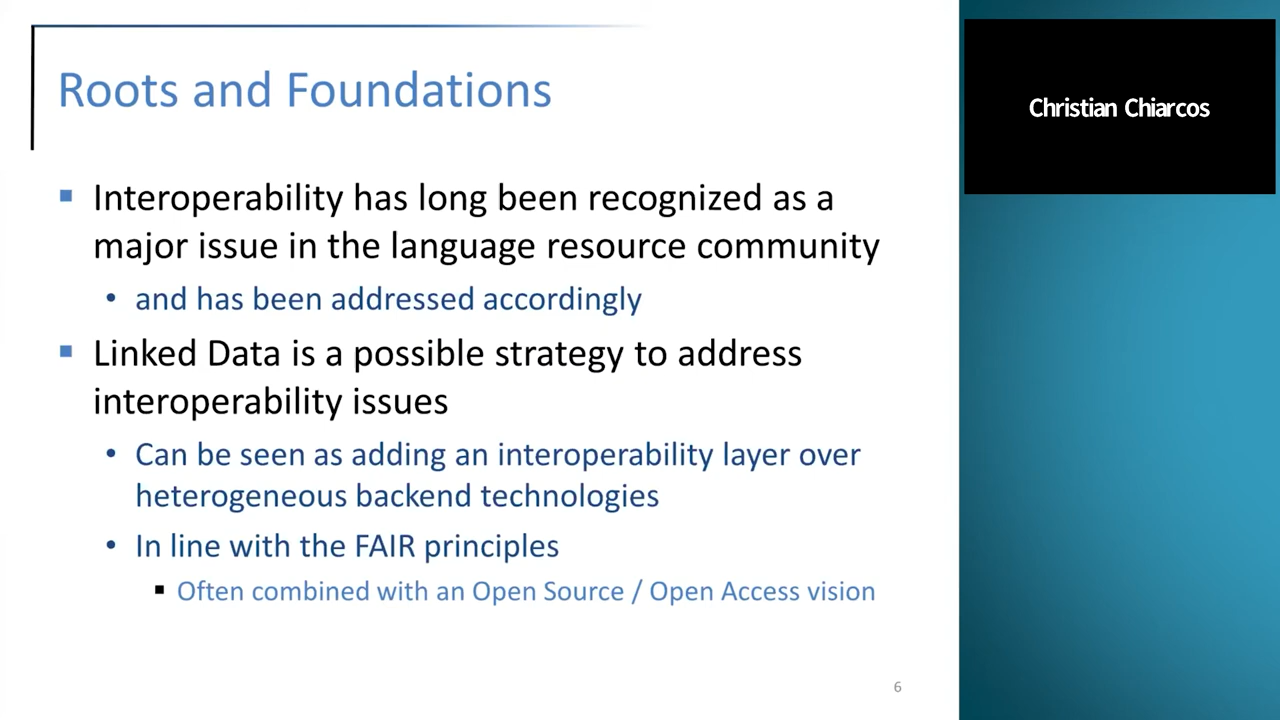 Roots and Foundations
Christian Chiarcos
Interoperability has long been recognized as a
major issue in the language resource community
• and has been addressed accordingly
Linked Data is a possible strategy to address
interoperability issues
• Can be seen as adding an interoperability layer over
heterogeneous backend technologies
• In line with the FAIR principles
Often combined with an Open Source / Open Access vision
6